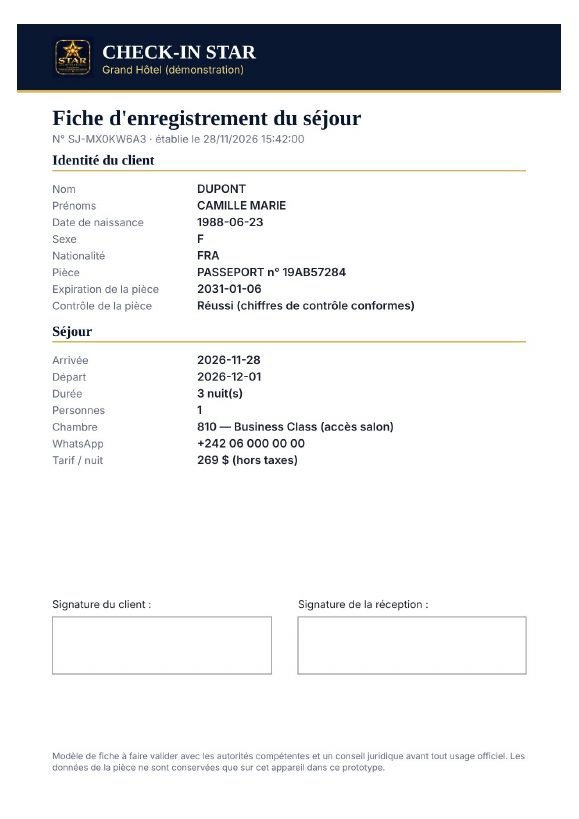 STAR
CHECK-IN STAR
Grand Hôtel (démonstration)
Fiche d'enregistrement du séjour
N° SJ-MX0KW6A3 · établie le 28/11/2026 15:42:00
Identité du client
Nom DUPONT
Prénoms CAMILLE MARIE
Date de naissance 1988-06-23
Sexe F
Nationalité FRA
Pièce PASSEPORT n° 19AB57284
Expiration de la pièce 2031-01-06
Contrôle de la pièce Réussi (chiffres de contrôle conformes)
Séjour
Arrivée 2026-11-28
Départ 2026-12-01
Durée 3 nuit(s)
Personnes 1
Chambre 810 — Business Class (accès salon)
WhatsApp +242 06 000 00 00
Tarif / nuit 269 $ (hors taxes)
Signature du client : Signature de la réception :
Modèle de fiche à faire valider avec les autorités compétentes et un conseil juridique avant tout usage officiel. Les
données de la pièce ne sont conservées que sur cet appareil dans ce prototype.